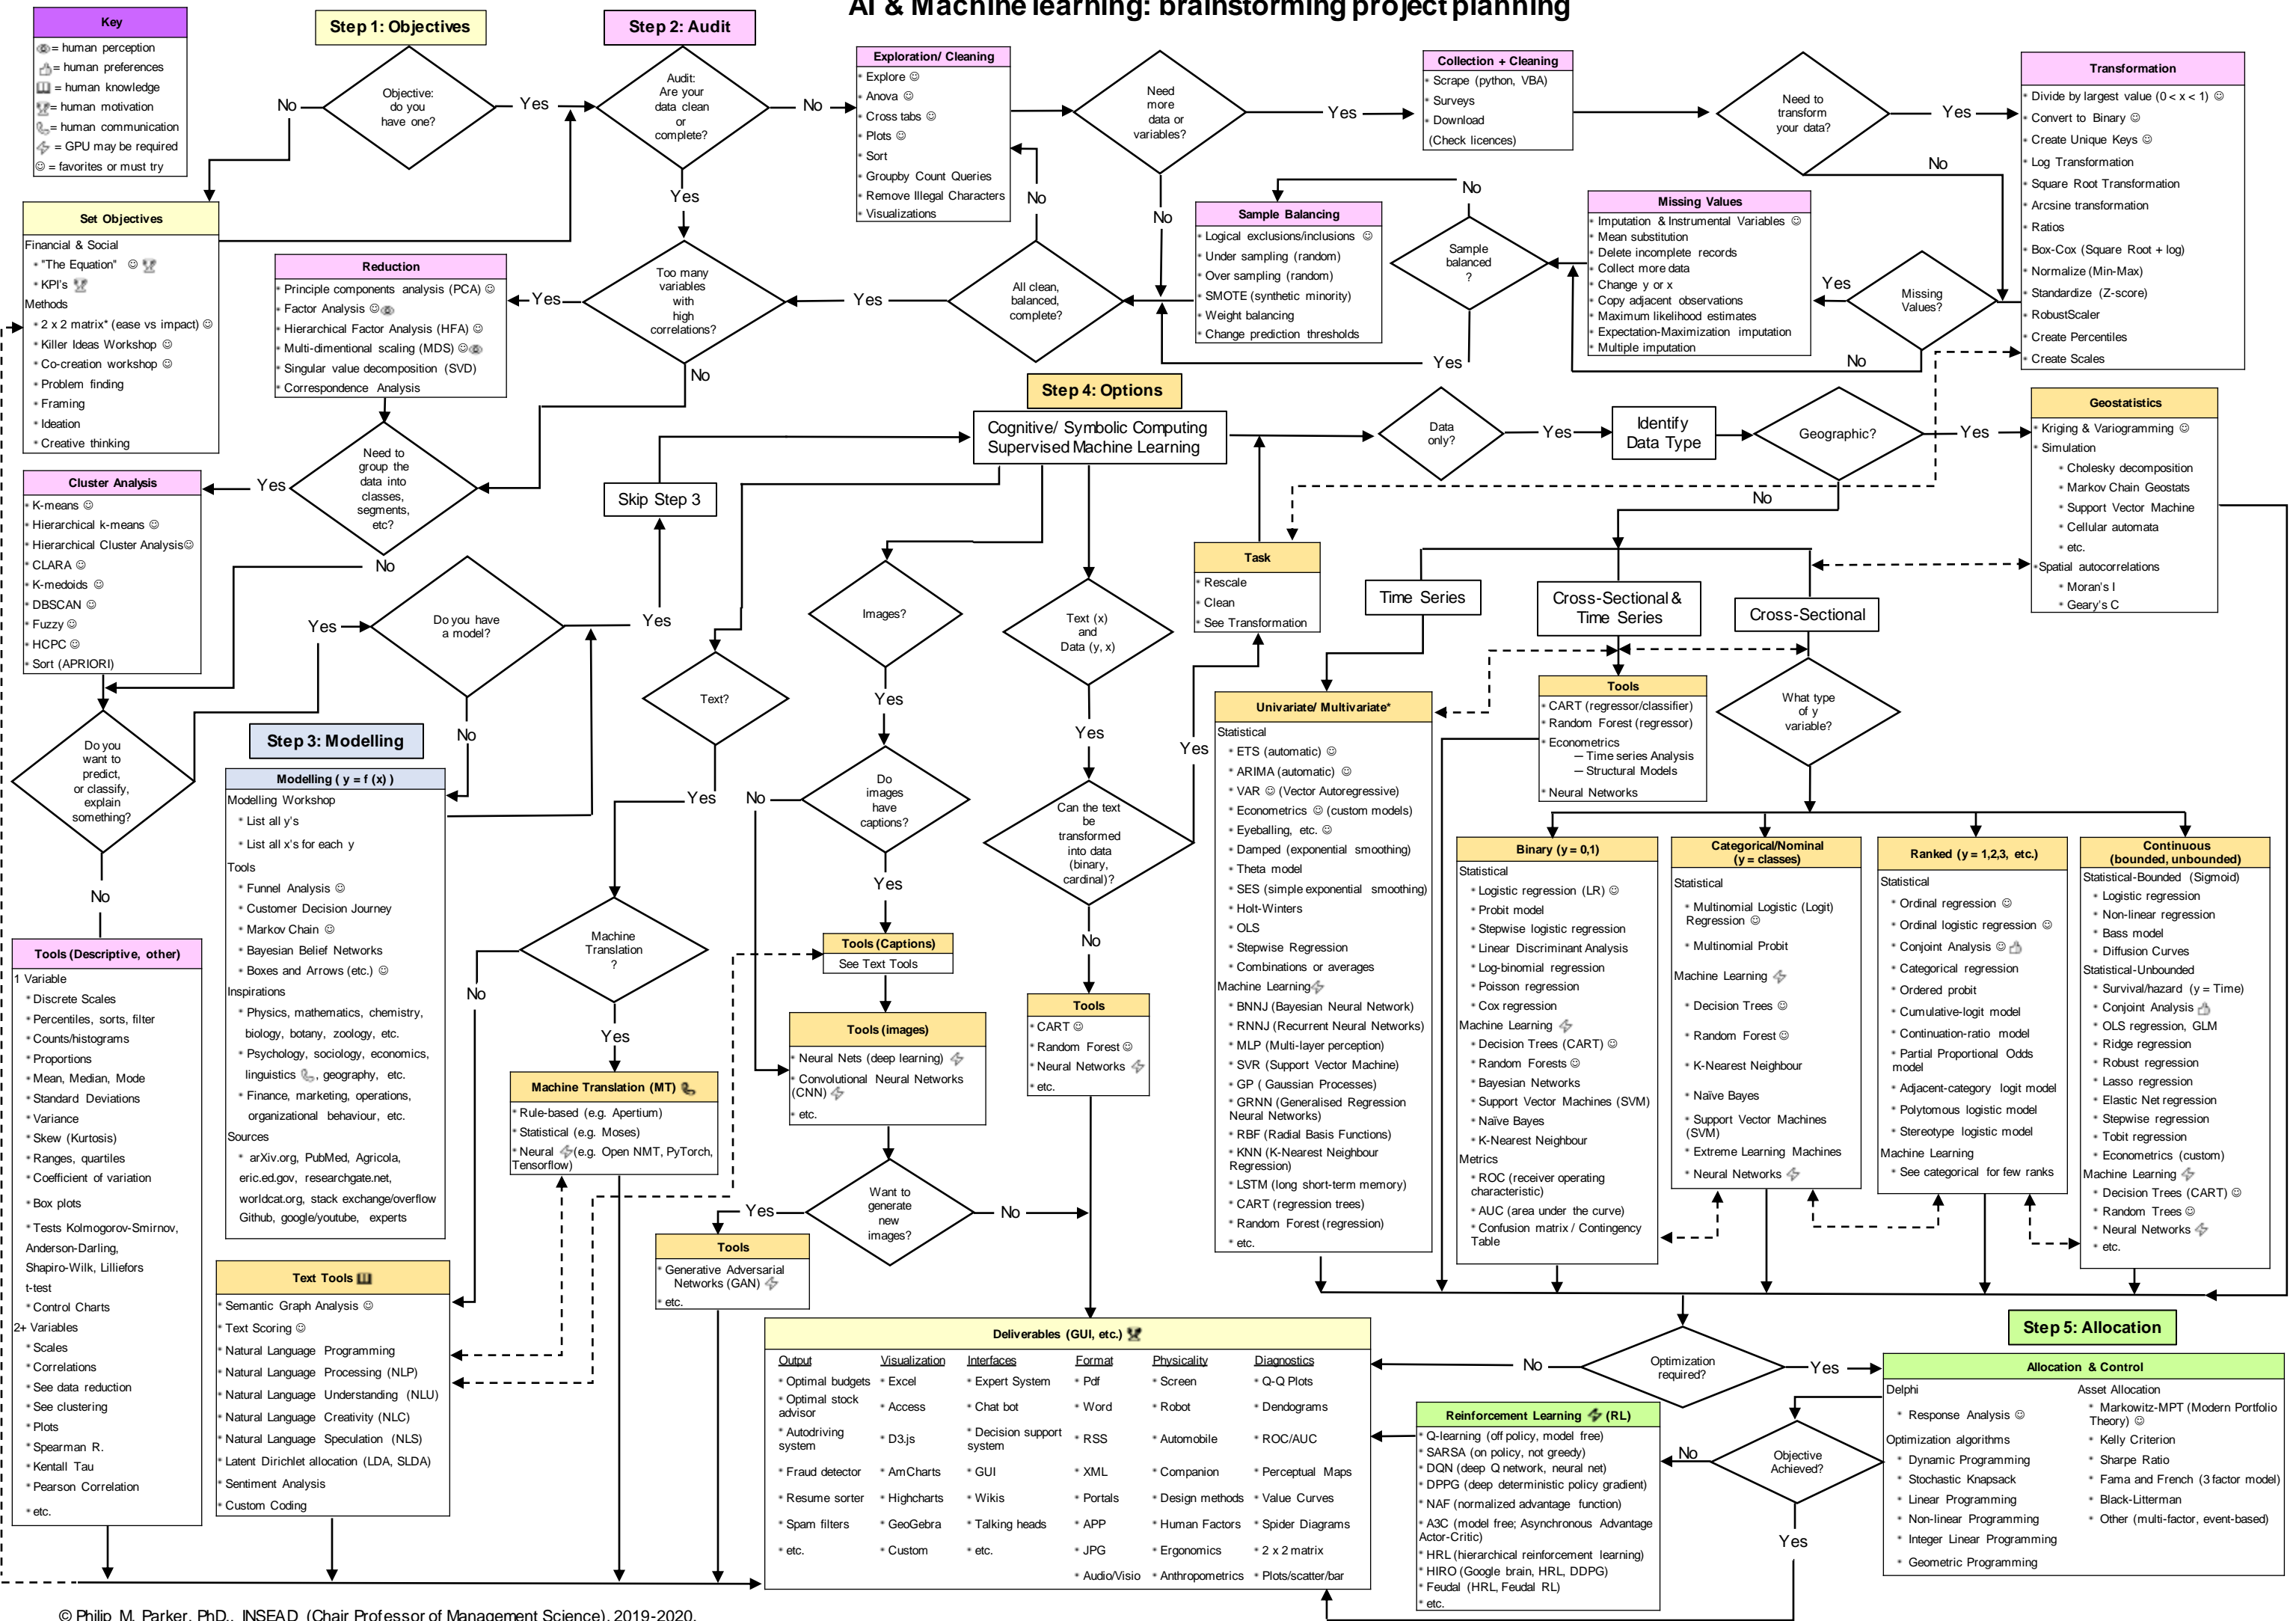 AI & Machine learning: brainstorming project planning
Key
= human perception
= human preferences
= human knowledge
= human motivation
= human communication
= GPU may be required
☺ = favorites or must try
Step 1: Objectives
Objective:
do you
have one?
No
Yes
Set Objectives
Financial & Social
* "The Equation" ☺
* KPI's
Methods
* 2 x 2 matrix* (ease vs impact) ☺
* Killer Ideas Workshop ☺
* Co-creation workshop ☺
* Problem finding
* Framing
* Ideation
* Creative thinking
Step 2: Audit
Audit:
Are your
data clean
or
complete?
No
Yes
Exploration/ Cleaning
* Explore ☺
* Anova ☺
* Cross tabs ☺
* Plots ☺
* Sort
* Groupby Count Queries
* Remove Illegal Characters
* Visualizations
Need
more
data or
variables?
Yes
No
Collection + Cleaning
* Scrape (python, VBA)
* Surveys
* Download
(Check licences)
Need to
transform
your data?
Yes
No
Transformation
* Divide by largest value (0 < x < 1) ☺
* Convert to Binary ☺
* Create Unique Keys ☺
* Log Transformation
* Square Root Transformation
* Arcsine transformation
* Ratios
* Box-Cox (Square Root + log)
* Normalize (Min-Max)
* Standardize (Z-score)
* RobustScaler
* Create Percentiles
* Create Scales
Missing
Values?
Yes
No
Missing Values
* Imputation & Instrumental Variables ☺
* Mean substitution
* Delete incomplete records
* Collect more data
* Change y or x
* Copy adjacent observations
* Maximum likelihood estimates
* Expectation-Maximization imputation
* Multiple imputation
Sample
balanced
?
No
Yes
Sample Balancing
* Logical exclusions/inclusions ☺
* Under sampling (random)
* Over sampling (random)
* SMOTE (synthetic minority)
* Weight balancing
* Change prediction thresholds
All clean,
balanced,
complete?
No
Yes
Too many
variables
with
high
correlations?
Yes
No
Reduction
* Principle components analysis (PCA) ☺
* Factor Analysis ☺
* Hierarchical Factor Analysis (HFA) ☺
* Multi-dimentional scaling (MDS) ☺
* Singular value decomposition (SVD)
* Correspondence Analysis
Need to
group the
data into
classes,
segments,
etc?
Yes
No
Cluster Analysis
* K-means ☺
* Hierarchical k-means ☺
* Hierarchical Cluster Analysis☺
* CLARA ☺
* K-medoids ☺
* DBSCAN ☺
* Fuzzy ☺
* HCPC ☺
* Sort (APRIORI)
Do you
want to
predict,
or classify,
explain
something?
Yes
No
Tools (Descriptive, other)
1 Variable
* Discrete Scales
* Percentiles, sorts, filter
* Counts/histograms
* Proportions
* Mean, Median, Mode
* Standard Deviations
* Variance
* Skew (Kurtosis)
* Ranges, quartiles
* Coefficient of variation
* Box plots
* Tests Kolmogorov-Smirnov,
Anderson-Darling,
Shapiro-Wilk, Lilliefors
t-test
* Control Charts
2+ Variables
* Scales
* Correlations
* See data reduction
* See clustering
* Plots
* Spearman R.
* Kentall Tau
* Pearson Correlation
* etc.
Do you have
a model?
Yes
No
Skip Step 3
Step 3: Modelling
Modelling ( y = f (x) )
Modelling Workshop
* List all y's
* List all x's for each y
Tools
* Funnel Analysis ☺
* Customer Decision Journey
* Markov Chain ☺
* Bayesian Belief Networks
* Boxes and Arrows (etc.) ☺
Inspirations
* Physics, mathematics, chemistry,
biology, botany, zoology, etc.
* Psychology, sociology, economics,
linguistics , geography, etc.
* Finance, marketing, operations,
organizational behaviour, etc.
Sources
* arXiv.org, PubMed, Agricola,
eric.ed.gov, researchgate.net,
worldcat.org, stack exchange/overflow
Github, google/youtube, experts
Text Tools
* Semantic Graph Analysis ☺
* Text Scoring ☺
* Natural Language Programming
* Natural Language Processing (NLP)
* Natural Language Understanding (NLU)
* Natural Language Creativity (NLC)
* Natural Language Speculation (NLS)
* Latent Dirichlet allocation (LDA, SLDA)
* Sentiment Analysis
* Custom Coding
Step 4: Options
Cognitive/ Symbolic Computing
Supervised Machine Learning
Text?
Yes
Machine
Translation
?
No
Yes
Machine Translation (MT)
* Rule-based (e.g. Apertium)
* Statistical (e.g. Moses)
* Neural (e.g. Open NMT, PyTorch,
Tensorflow)
Images?
Yes
Do
images
have
captions?
No
Yes
Tools (Captions)
See Text Tools
Tools (images)
* Neural Nets (deep learning)
* Convolutional Neural Networks
(CNN)
* etc.
Want to
generate
new
images?
Yes
No
Tools
* Generative Adversarial
Networks (GAN)
* etc.
Text (x)
and
Data (y, x)
Yes
Can the text
be
transformed
into data
(binary,
cardinal)?
Yes
No
Tools
* CART ☺
* Random Forest ☺
* Neural Networks
* etc.
Task
* Rescale
* Clean
* See Transformation
Data
only?
Yes
Identify
Data Type
Geographic?
Yes
No
Geostatistics
* Kriging & Variogramming ☺
* Simulation
* Cholesky decomposition
* Markov Chain Geostats
* Support Vector Machine
* Cellular automata
* etc.
*Spatial autocorrelations
* Moran's I
* Geary's C
Time Series
Cross-Sectional &
Time Series
Cross-Sectional
Univariate/ Multivariate*
Statistical
* ETS (automatic) ☺
* ARIMA (automatic) ☺
* VAR ☺ (Vector Autoregressive)
* Econometrics ☺ (custom models)
* Eyeballing, etc. ☺
* Damped (exponential smoothing)
* Theta model
* SES (simple exponential smoothing)
* Holt-Winters
* OLS
* Stepwise Regression
* Combinations or averages
Machine Learning
* BNNJ (Bayesian Neural Network)
* RNNJ (Recurrent Neural Networks)
* MLP (Multi-layer perception)
* SVR (Support Vector Machine)
* GP ( Gaussian Processes)
* GRNN (Generalised Regression
Neural Networks)
* RBF (Radial Basis Functions)
* KNN (K-Nearest Neighbour
Regression)
* LSTM (long short-term memory)
* CART (regression trees)
* Random Forest (regression)
* etc.
Tools
* CART (regressor/classifier)
* Random Forest (regressor)
* Econometrics
— Time series Analysis
— Structural Models
* Neural Networks
What type
of y
variable?
Binary (y = 0,1)
Statistical
* Logistic regression (LR) ☺
* Probit model
* Stepwise logistic regression
* Linear Discriminant Analysis
* Log-binomial regression
* Poisson regression
* Cox regression
Machine Learning
* Decision Trees (CART) ☺
* Random Forests ☺
* Bayesian Networks
* Support Vector Machines (SVM)
* Naïve Bayes
* K-Nearest Neighbour
Metrics
* ROC (receiver operating
characteristic)
* AUC (area under the curve)
* Confusion matrix / Contingency
Table
Categorical/Nominal
(y = classes)
Statistical
* Multinomial Logistic (Logit)
Regression ☺
* Multinomial Probit
Machine Learning
* Decision Trees ☺
* Random Forest ☺
* K-Nearest Neighbour
* Naïve Bayes
* Support Vector Machines
(SVM)
* Extreme Learning Machines
* Neural Networks
Ranked (y = 1,2,3, etc.)
Statistical
* Ordinal regression ☺
* Ordinal logistic regression ☺
* Conjoint Analysis ☺
* Categorical regression
* Ordered probit
* Cumulative-logit model
* Continuation-ratio model
* Partial Proportional Odds
model
* Adjacent-category logit model
* Polytomous logistic model
* Stereotype logistic model
Machine Learning
* See categorical for few ranks
Continuous
(bounded, unbounded)
Statistical-Bounded (Sigmoid)
* Logistic regression
* Non-linear regression
* Bass model
* Diffusion Curves
Statistical-Unbounded
* Survival/hazard (y = Time)
* Conjoint Analysis
* OLS regression, GLM
* Ridge regression
* Robust regression
* Lasso regression
* Elastic Net regression
* Stepwise regression
* Tobit regression
* Econometrics (custom)
Machine Learning
* Decision Trees (CART) ☺
* Random Trees ☺
* Neural Networks
* etc.
Optimization
required?
No
Yes
Step 5: Allocation
Allocation & Control
Delphi
* Response Analysis ☺
Optimization algorithms
* Dynamic Programming
* Stochastic Knapsack
* Linear Programming
* Non-linear Programming
* Integer Linear Programming
* Geometric Programming
Asset Allocation
* Markowitz-MPT (Modern Portfolio
Theory) ☺
* Kelly Criterion
* Sharpe Ratio
* Fama and French (3 factor model)
* Black-Litterman
* Other (multi-factor, event-based)
Objective
Achieved?
No
Yes
Reinforcement Learning (RL)
* Q-learning (off policy, model free)
* SARSA (on policy, not greedy)
* DQN (deep Q network, neural net)
* DPPG (deep deterministic policy gradient)
* NAF (normalized advantage function)
* A3C (model free; Asynchronous Advantage
Actor-Critic)
* HRL (hierarchical reinforcement learning)
* HIRO (Google brain, HRL, DDPG)
* Feudal (HRL, Feudal RL)
* etc.
Deliverables (GUI, etc.)
Output
* Optimal budgets
* Optimal stock
advisor
* Autodriving
system
* Fraud detector
* Resume sorter
* Spam filters
* etc.
Visualization
* Excel
* Access
* D3.js
* AmCharts
* Highcharts
* GeoGebra
* Custom
Interfaces
* Expert System
* Chat bot
* Decision support
system
* GUI
* Wikis
* Talking heads
* etc.
Format
* Pdf
* Word
* RSS
* XML
* Portals
* APP
* JPG
* Audio/Visio
Physicality
* Screen
* Robot
* Automobile
* Companion
* Design methods
* Human Factors
* Ergonomics
* Anthropometrics
Diagnostics
* Q-Q Plots
* Dendograms
* ROC/AUC
* Perceptual Maps
* Value Curves
* Spider Diagrams
* 2 x 2 matrix
* Plots/scatter/bar
© Philip M. Parker, PhD., INSEAD (Chair Professor of Management Science), 2019-2020.